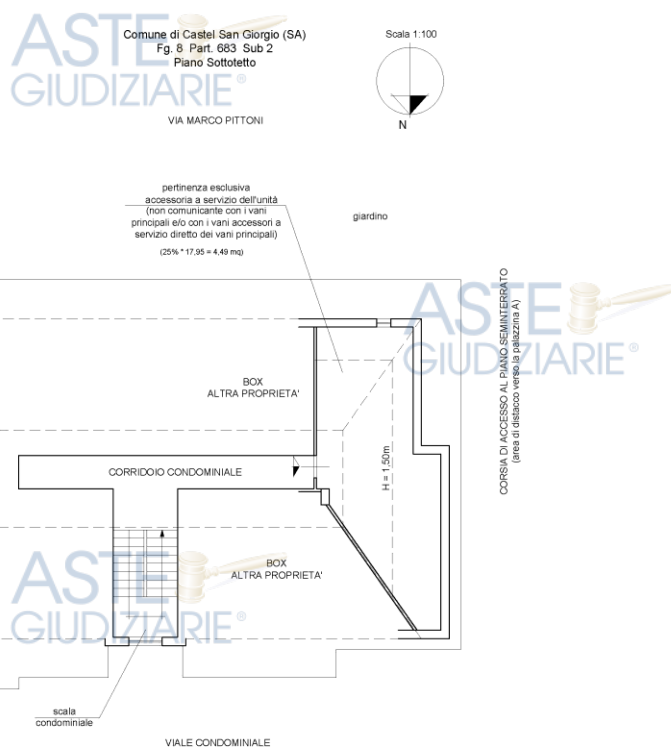 ASTE
GIUDIZIARIE®
Comune di Castel San Giorgio (SA)
Fg. 8 Part. 683 Sub 2
Piano Sottotetto
VIA MARCO PITTONI
Scala 1:100
N
pertinenza esclusiva
accessoria a servizio dell'unità
(non comunicante con i vani
principali e/o con i vani accessori a
servizio diretto dei vani principali)
(25% * 17,95 = 4,49 mq)
giardino
ASTE
GIUDIZIARIE®
CORSIA DI ACCESSO AL PIANO SEMINTERRATO
(area di distacco verso la palazzina A)
BOX
ALTRA PROPRIETA'
CORRIDOIO CONDOMINIALE
H = 1,50m
BOX
ALTRA PROPRIETA'
ASTE
GIUDIZIARIE®
scala
condominiale
VIALE CONDOMINIALE